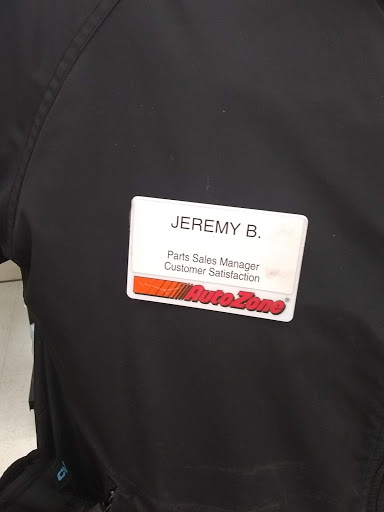 JEREMY B.
Parts Sales Manager
Customer Satisfaction
AutoZone®